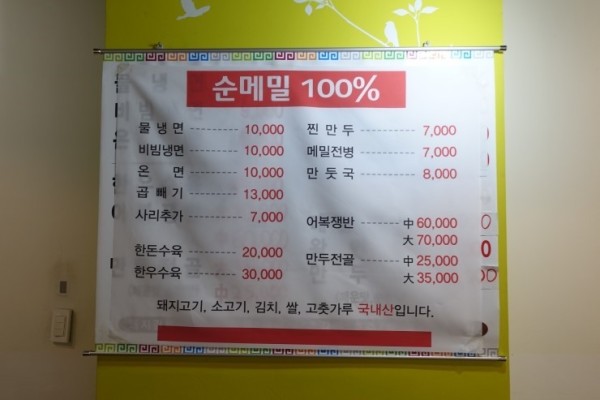 순메밀 100%
물냉면 10,000
비빔냉면 10,000
온면 10,000
곱빼기 13,000
사리추가 7,000
한돈수육 20,000
한우수육 30,000
찐만두 7,000
메밀전병 7,000
만둣국 8,000
어복쟁반 中 60,000
大 70,000
만두전골 中 25,000
大 35,000
돼지고기, 소고기, 김치, 쌀, 고춧가루 국내산입니다.